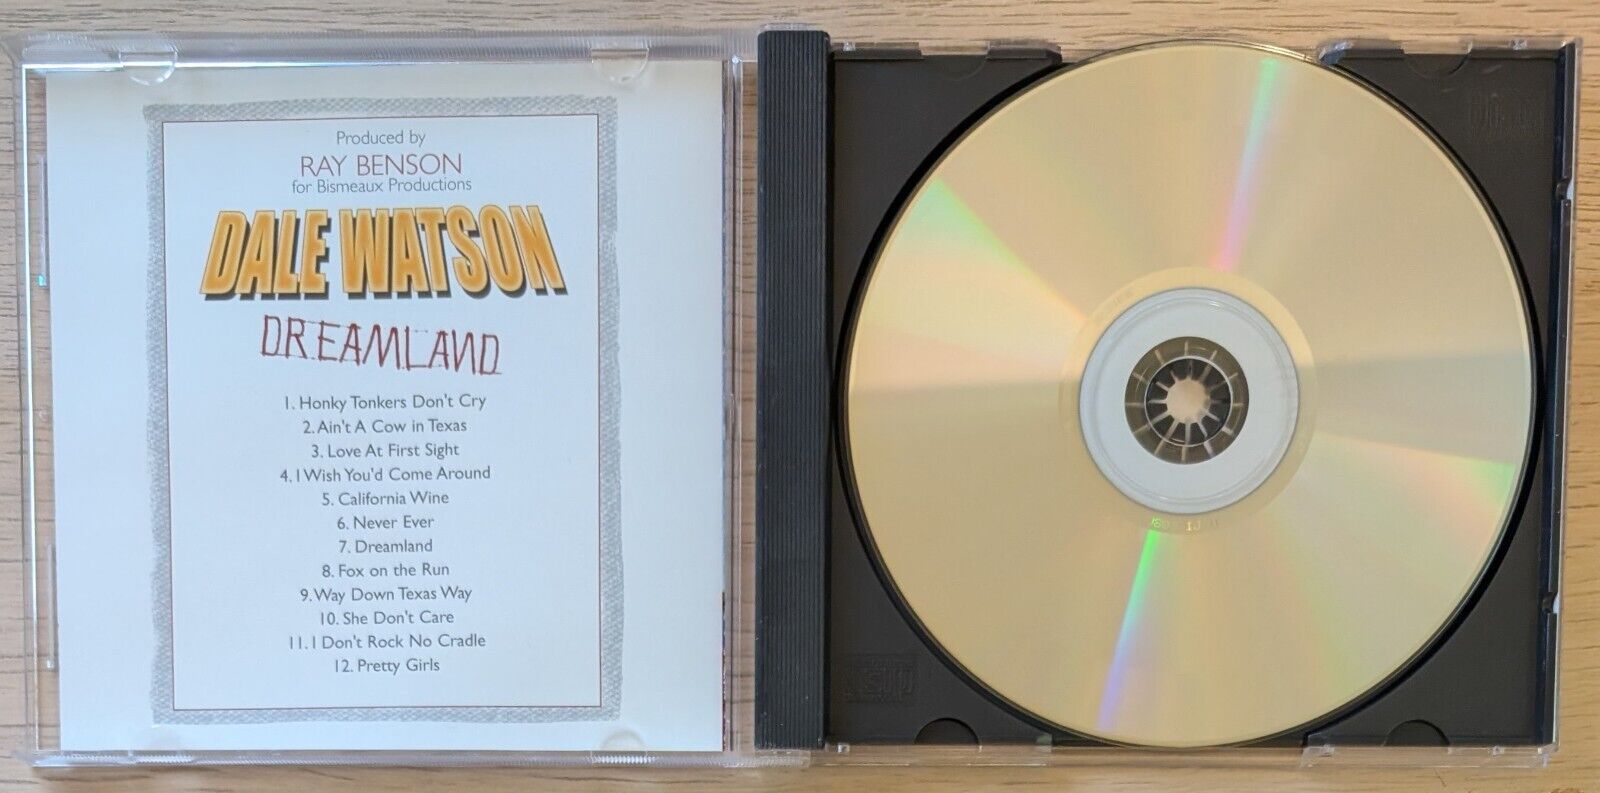 Produced by
RAY BENSON
for Bismeaux Productions
DALE WATSON
DREAMLAND
1. Honky Tonkers Don't Cry
2. Ain't A Cow in Texas
3. Love At First Sight
4. I Wish You'd Come Around
5. California Wine
6. Never Ever
7. Dreamland
8. Fox on the Run
9. Way Down Texas Way
10. She Don't Care
11. I Don't Rock No Cradle
12. Pretty Girls